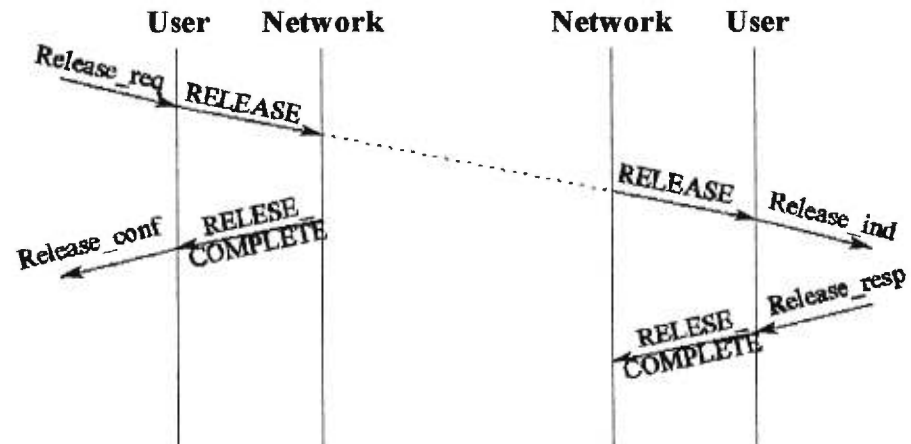 User Network Network User
Release_req
RELEASE
RELEASE
Release_ind
Release_conf
RELESE_
COMPLETE
Release_resp
RELESE_
COMPLETE